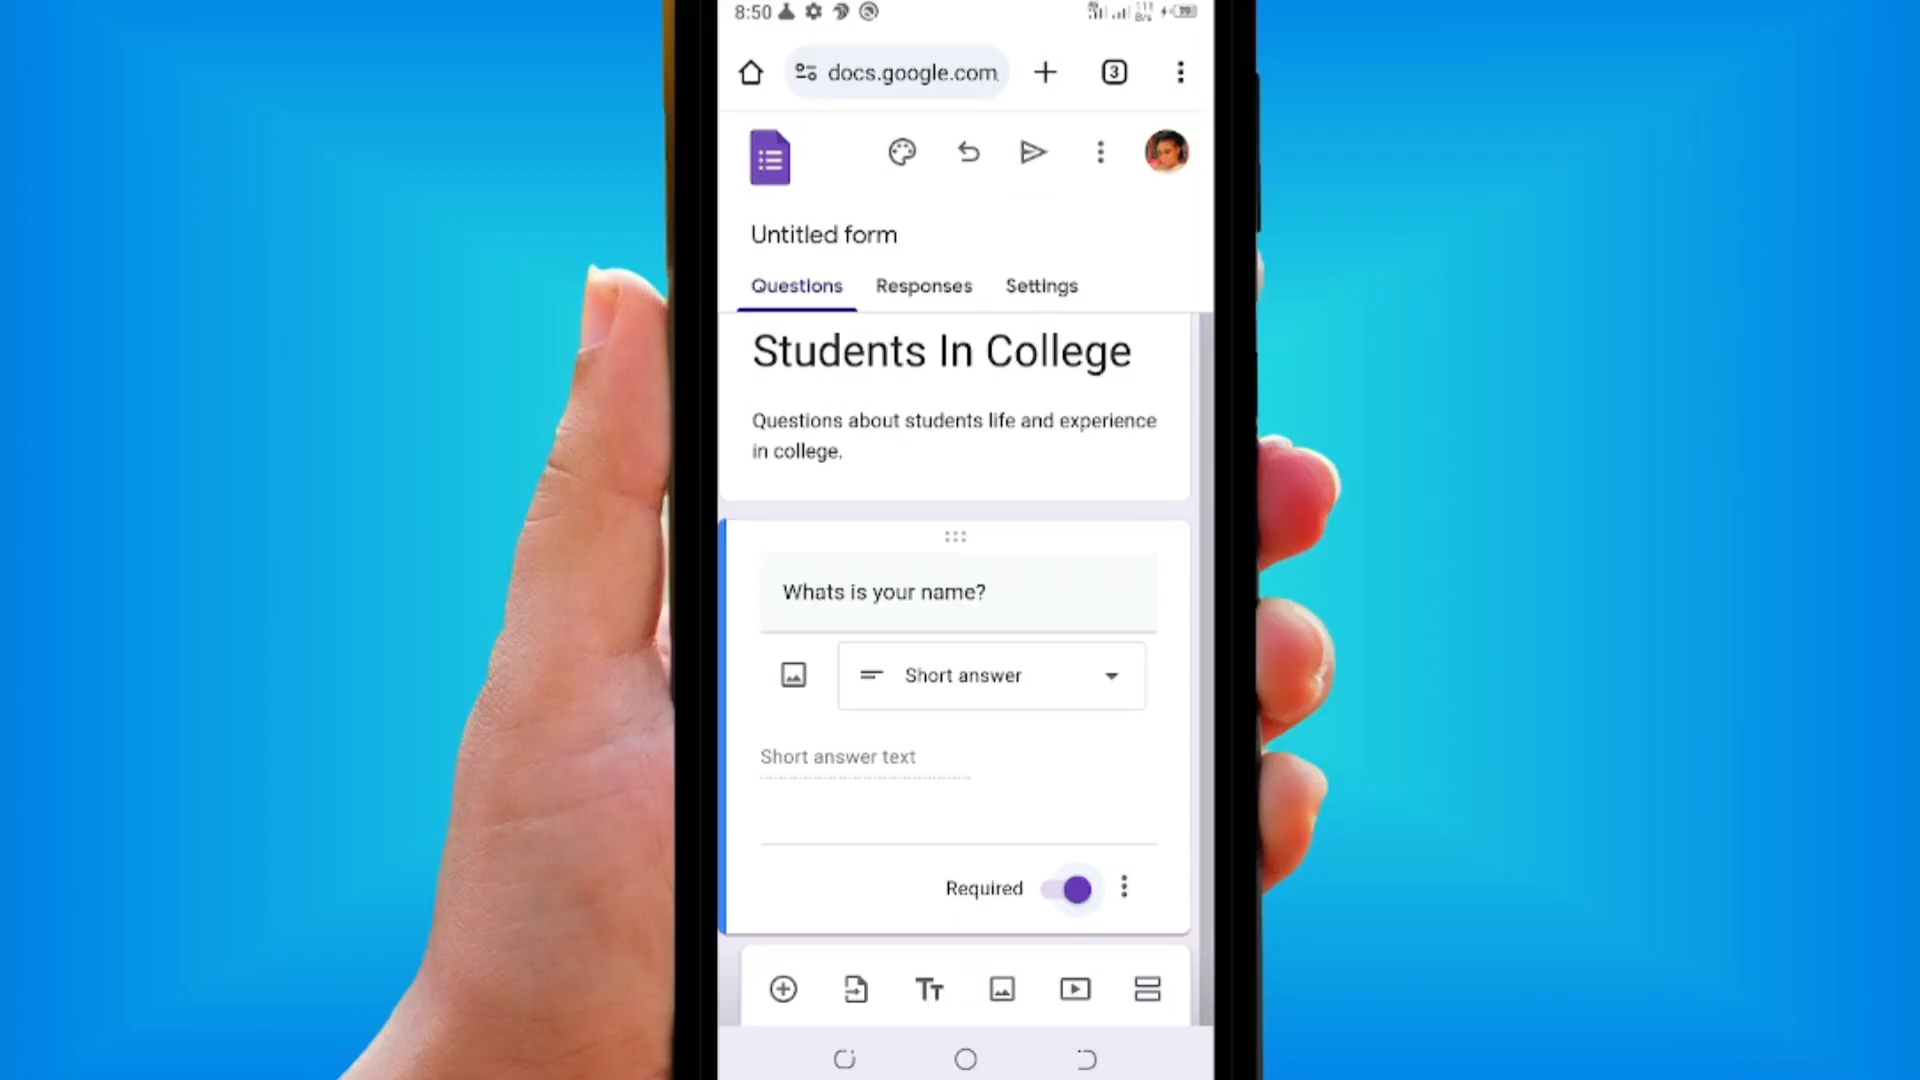 8:50
docs.google.com
3
Untitled form
Questions Responses Settings
Students In College
Questions about students life and experience
in college.
Whats is your name?
Short answer
Short answer text
Required
Tт